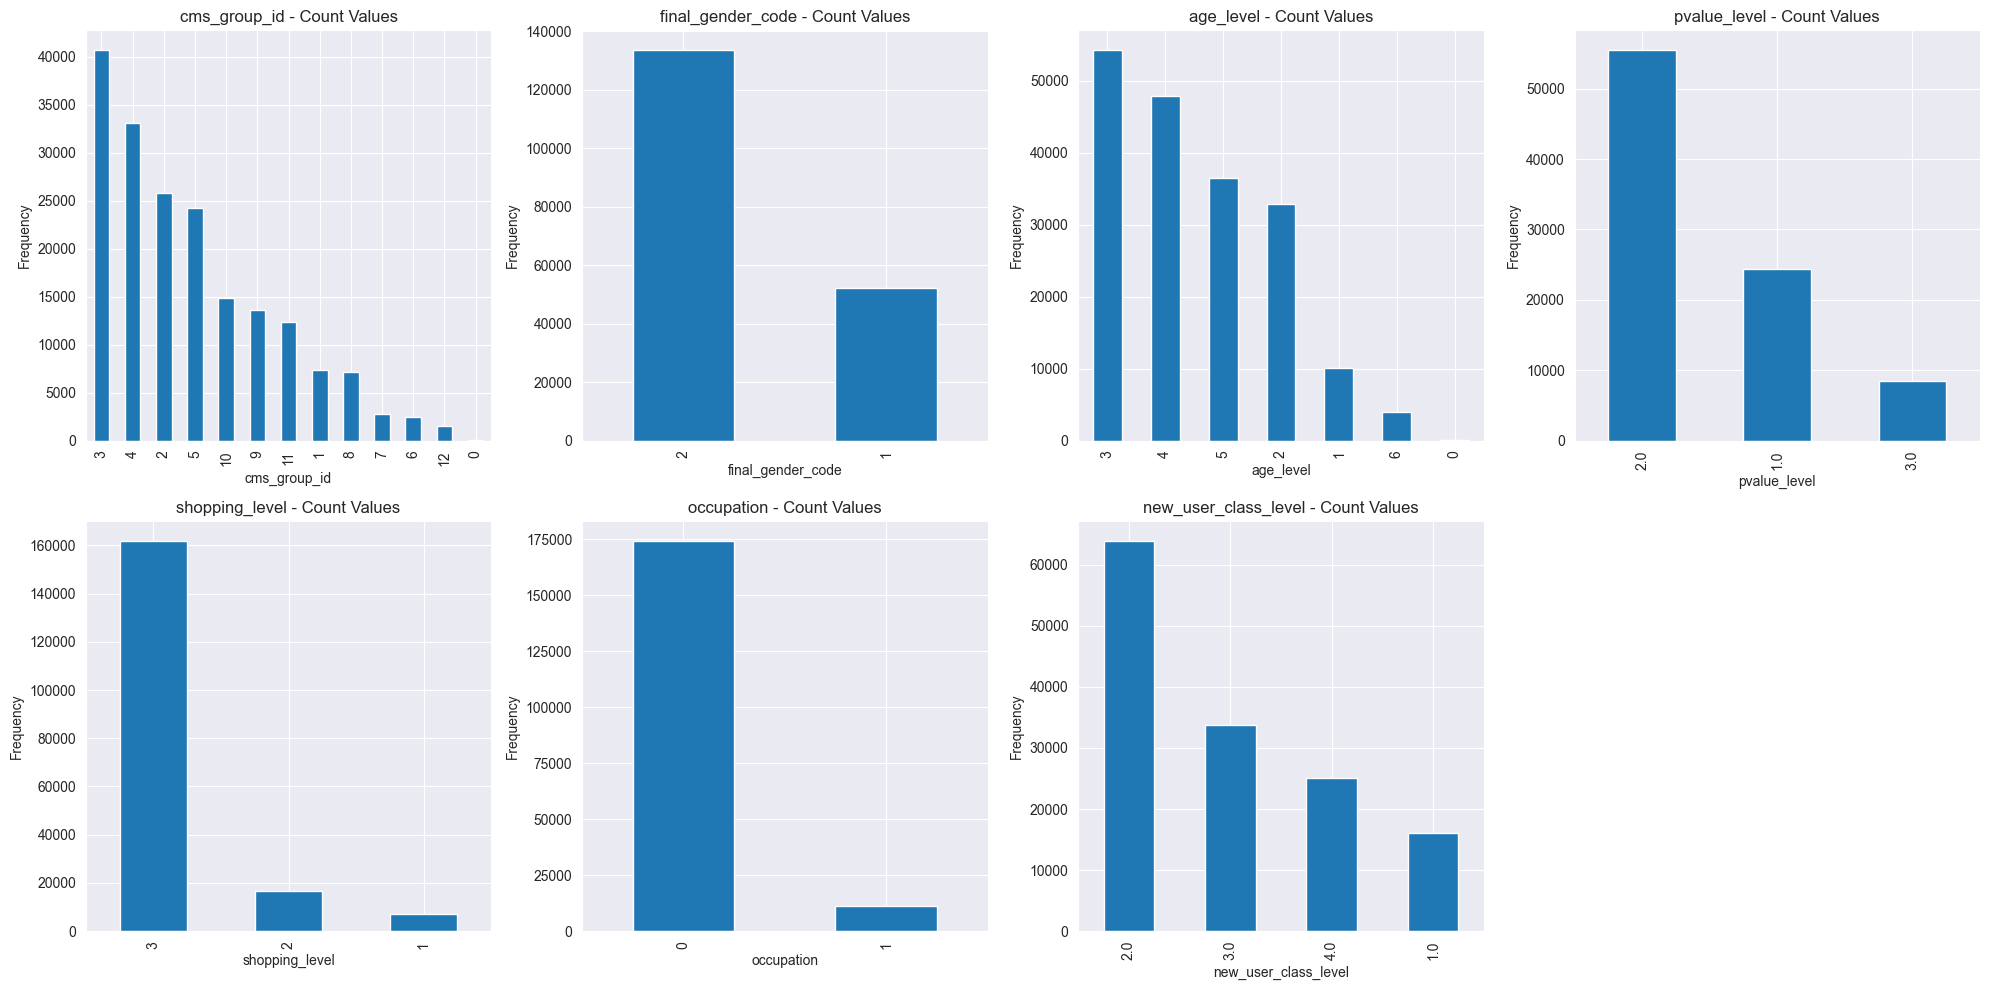 cms_group_id - Count Values
40000
35000
30000
25000
20000
15000
10000
5000
0
Frequency
3 4 2 5 10 9 11 1 8 7 6 12 0
cms_group_id
final_gender_code - Count Values
140000
120000
100000
80000
60000
40000
20000
0
Frequency
2 1
final_gender_code
age_level - Count Values
50000
40000
30000
20000
10000
0
Frequency
3 4 5 2 1 6 0
age_level
pvalue_level - Count Values
50000
40000
30000
20000
10000
0
Frequency
2.0 1.0 3.0
pvalue_level
shopping_level - Count Values
160000
140000
120000
100000
80000
60000
40000
20000
0
Frequency
3 2 1
shopping_level
occupation - Count Values
175000
150000
125000
100000
75000
50000
25000
0
Frequency
0 1
occupation
new_user_class_level - Count Values
60000
50000
40000
30000
20000
10000
0
Frequency
2.0 3.0 4.0 1.0
new_user_class_level